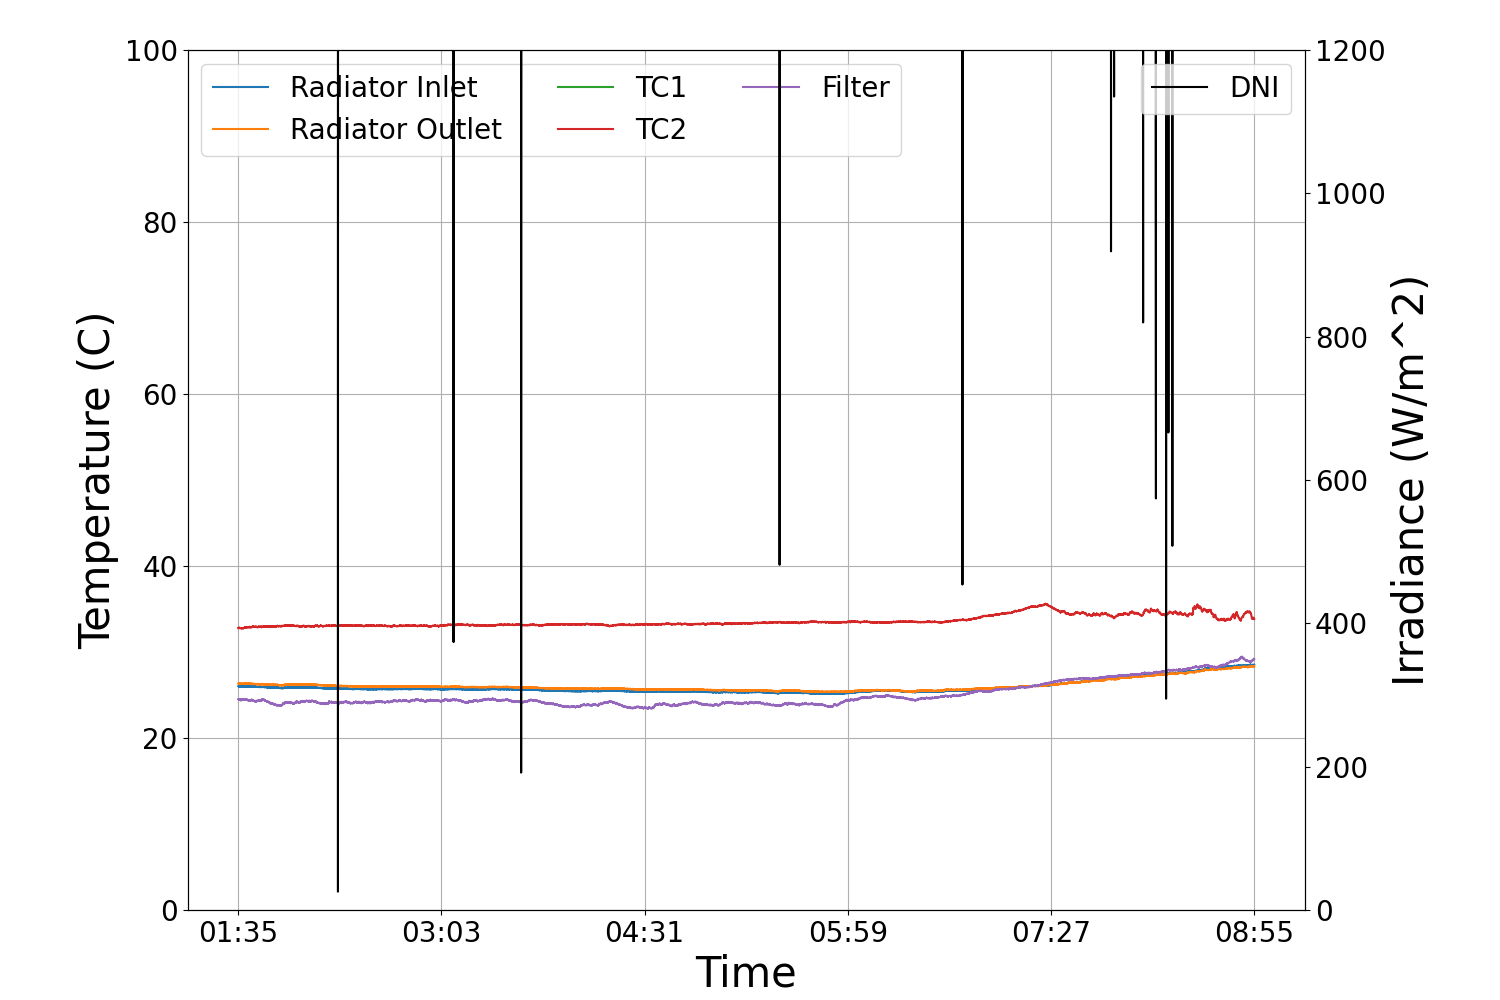 100
80
60
40
20
0
Temperature (C)
Radiator Inlet
Radiator Outlet
TC1
TC2
Filter
DNI
1200
1000
800
600
400
200
0
Irradiance (W/m^2)
01:35 03:03 04:31 05:59 07:27 08:55
Time